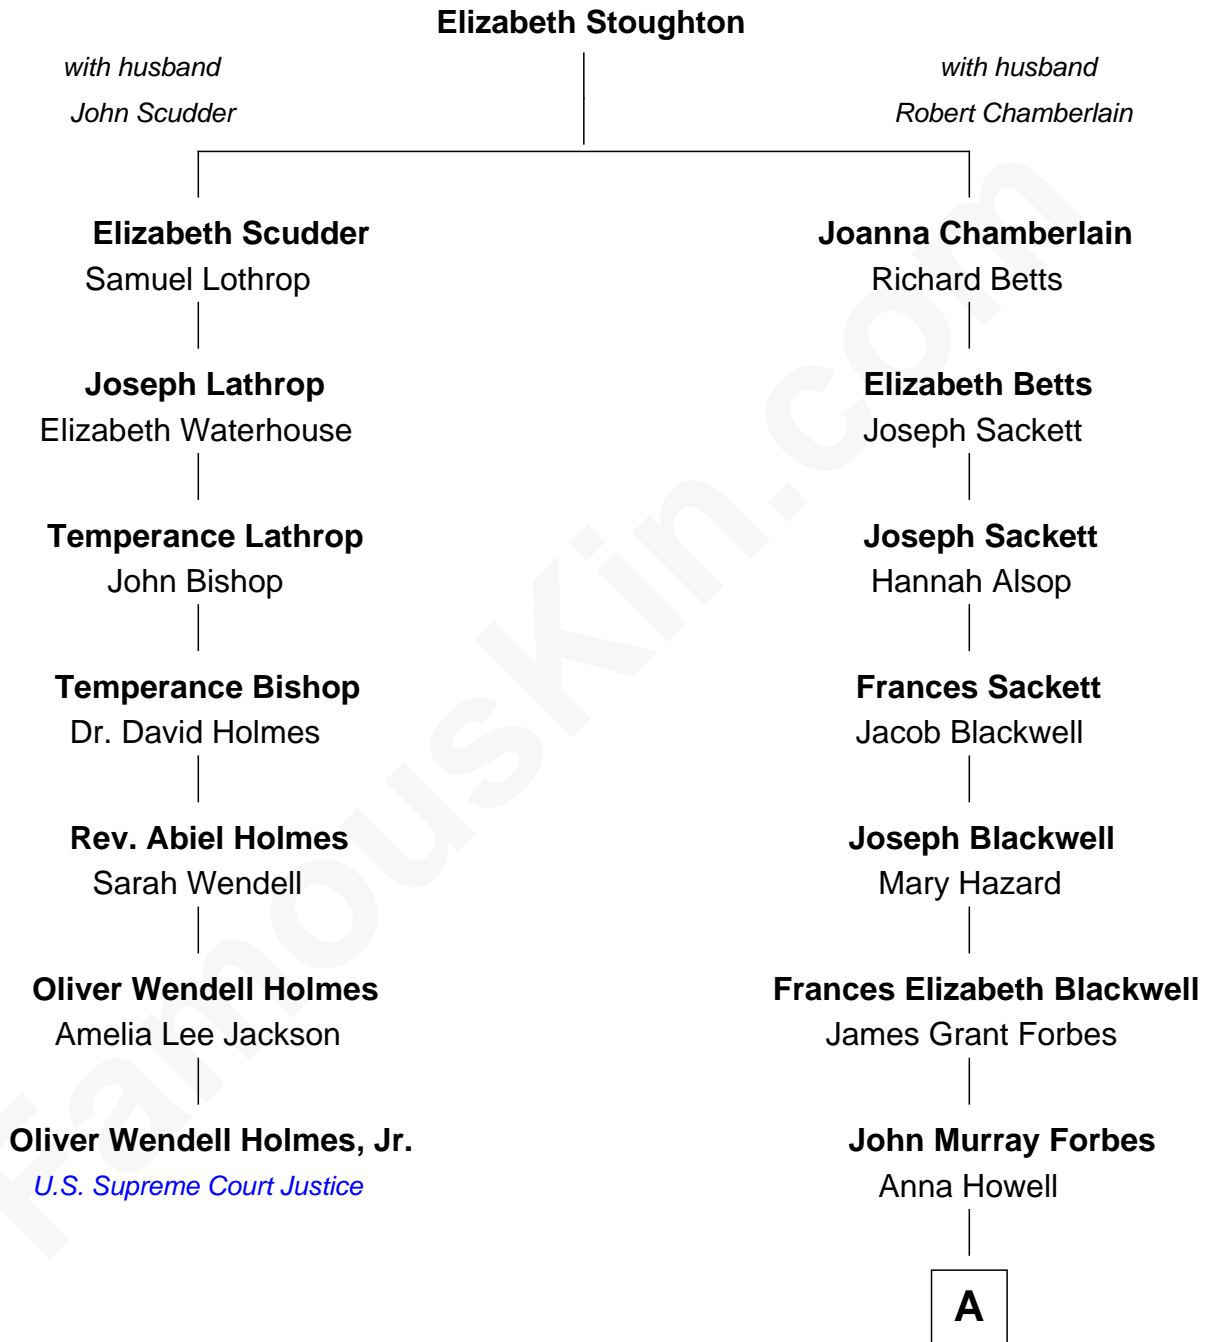 Elizabeth Stoughton
with husband
John Scudder
with husband
Robert Chamberlain
Elizabeth Scudder
Samuel Lothrop
Joseph Lathrop
Elizabeth Waterhouse
Temperance Lathrop
John Bishop
Temperance Bishop
Dr. David Holmes
Rev. Abiel Holmes
Sarah Wendell
Oliver Wendell Holmes
Amelia Lee Jackson
Oliver Wendell Holmes, Jr.
U.S. Supreme Court Justice
Joanna Chamberlain
Richard Betts
Elizabeth Betts
Joseph Sackett
Joseph Sackett
Hannah Alsop
Frances Sackett
Jacob Blackwell
Joseph Blackwell
Mary Hazard
Frances Elizabeth Blackwell
James Grant Forbes
John Murray Forbes
Anna Howell
A
FamousKin.com